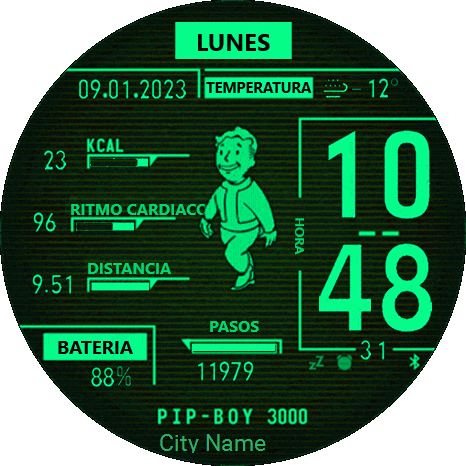 LUNES
09.01.2023
TEMPERATURA
-12°
KCAL
23
RITMO CARDIACO
96
DISTANCIA
9.51
HORA
10
48
31
zZ
PASOS
11979
BATERIA
88%
PIP-BOY 3000
City Name